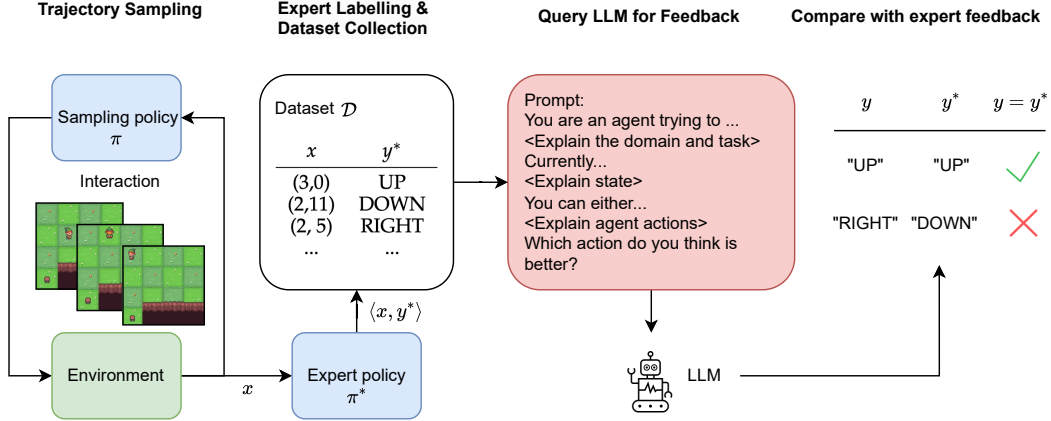 Trajectory Sampling
Sampling policy
π
Interaction
Environment
x
Expert Labelling &
Dataset Collection
Dataset 𝒟
x y*
(3,0) UP
(2,11) DOWN
(2, 5) RIGHT
... ...
⟨x, y*⟩
Expert policy
π*
Query LLM for Feedback
Prompt:
You are an agent trying to ...
<Explain the domain and task>
Currently...
<Explain state>
You can either...
<Explain agent actions>
Which action do you think is
better?
LLM
Compare with expert feedback
y y* y = y*
"UP" "UP"
"RIGHT" "DOWN"